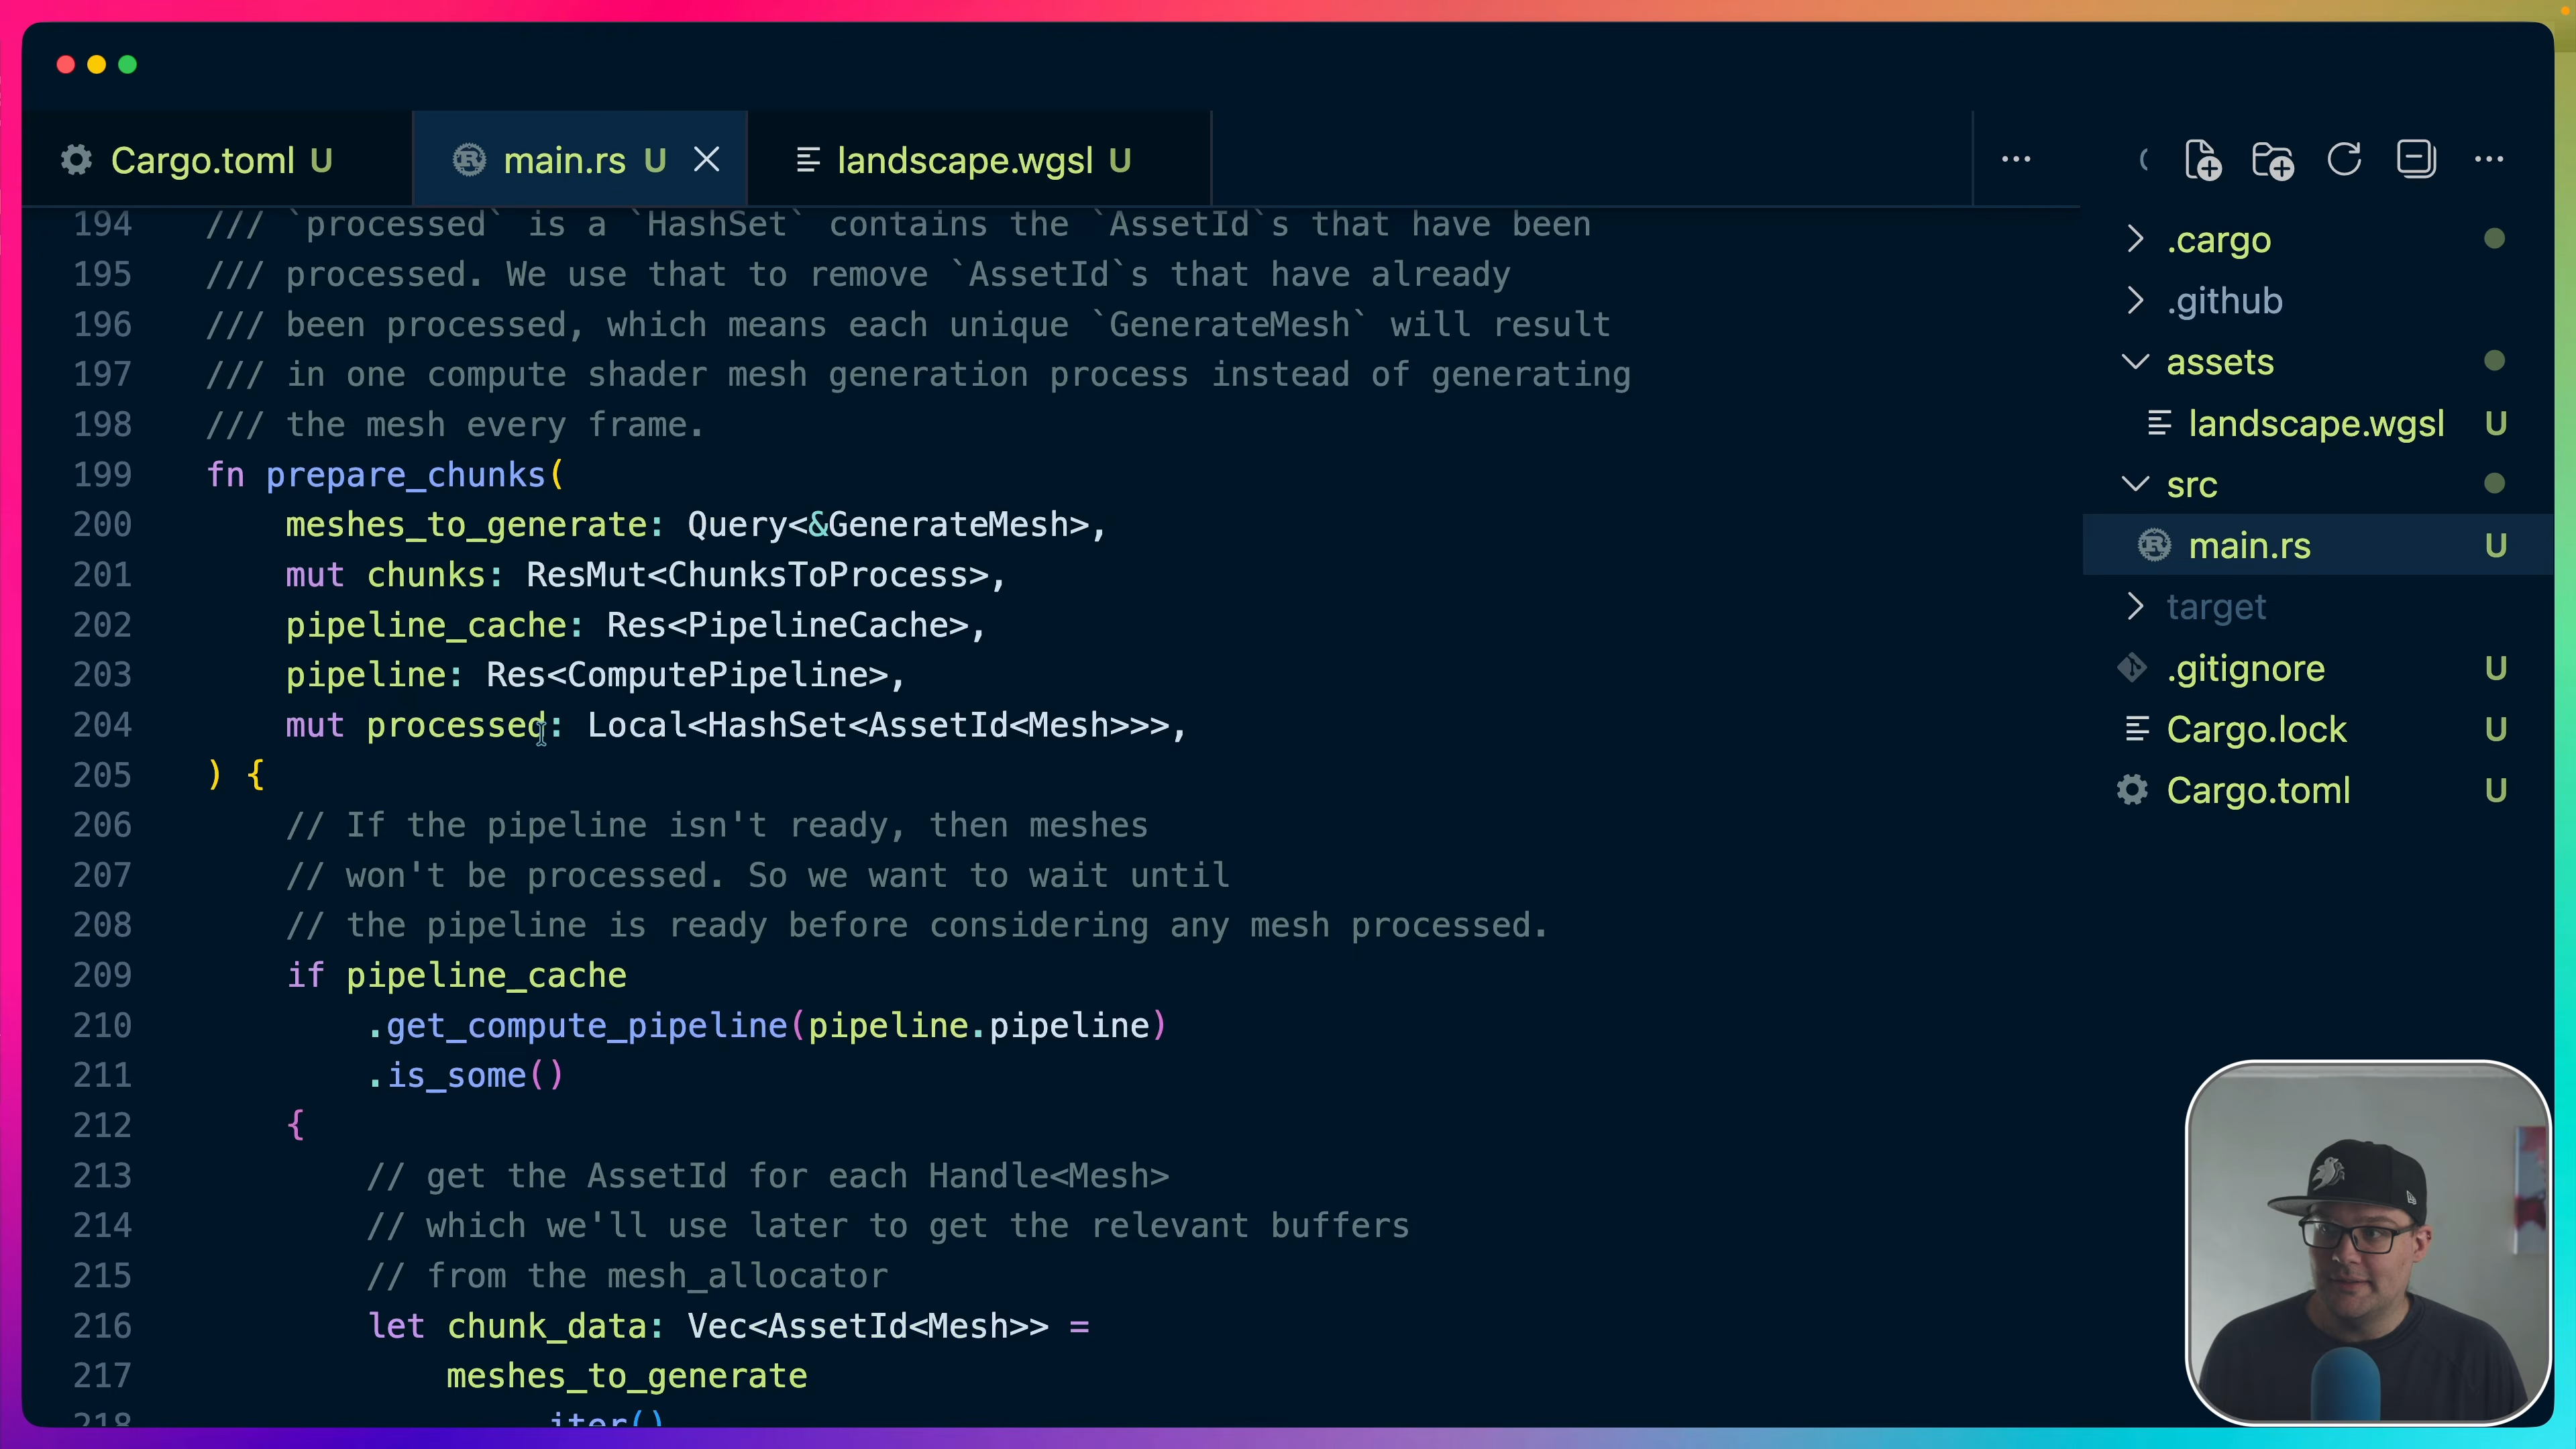 Cargo.toml U
main.rs U
landscape.wgsl U
194 /// `processed` is a `HashSet` contains the `AssetId`s that have been
195 /// processed. We use that to remove `AssetId`s that have already
196 /// been processed, which means each unique `GenerateMesh` will result
197 /// in one compute shader mesh generation process instead of generating
198 /// the mesh every frame.
199 fn prepare_chunks(
200 meshes_to_generate: Query<&GenerateMesh>,
201 mut chunks: ResMut<ChunksToProcess>,
202 pipeline_cache: Res<PipelineCache>,
203 pipeline: Res<ComputePipeline>,
204 mut processed: Local<HashSet<AssetId<Mesh>>>,
205 ) {
206 // If the pipeline isn't ready, then meshes
207 // won't be processed. So we want to wait until
208 // the pipeline is ready before considering any mesh processed.
209 if pipeline_cache
210 .get_compute_pipeline(pipeline.pipeline)
211 .is_some()
212 {
213 // get the AssetId for each Handle<Mesh>
214 // which we'll use later to get the relevant buffers
215 // from the mesh_allocator
216 let chunk_data: Vec<AssetId<Mesh>> =
217 meshes_to_generate
218 .iter()
.cargo
.github
assets
landscape.wgsl U
src
main.rs U
target
.gitignore U
Cargo.lock U
Cargo.toml U